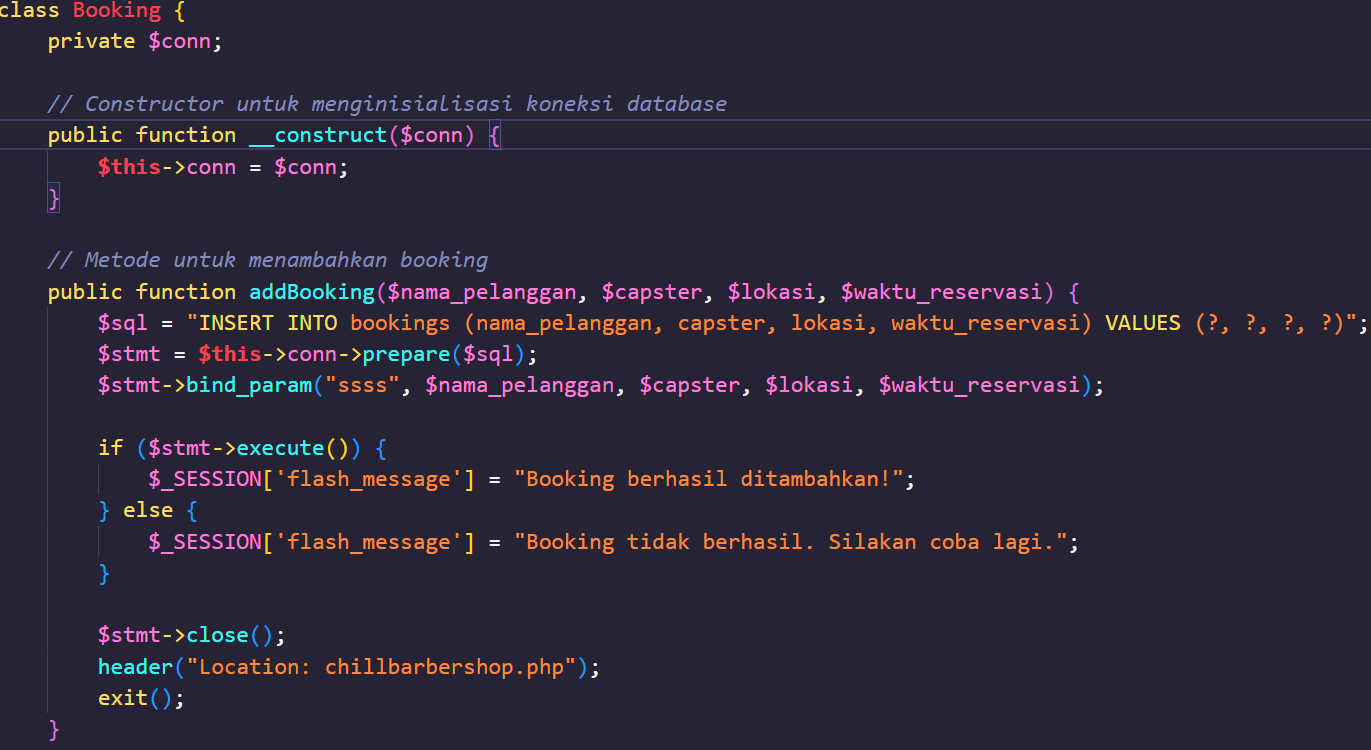 class Booking {
    private $conn;
    // Constructor untuk menginisialisasi koneksi database
    public function __construct($conn) {
        $this->conn = $conn;
    }
    // Metode untuk menambahkan booking
    public function addBooking($nama_pelanggan, $capster, $lokasi, $waktu_reservasi) {
        $sql = "INSERT INTO bookings (nama_pelanggan, capster, lokasi, waktu_reservasi) VALUES (?, ?, ?, ?)";
        $stmt = $this->conn->prepare($sql);
        $stmt->bind_param("ssss", $nama_pelanggan, $capster, $lokasi, $waktu_reservasi);
        if ($stmt->execute()) {
            $_SESSION['flash_message'] = "Booking berhasil ditambahkan!";
        } else {
            $_SESSION['flash_message'] = "Booking tidak berhasil. Silakan coba lagi.";
        }
        $stmt->close();
        header("Location: chillbarbershop.php");
        exit();
    }